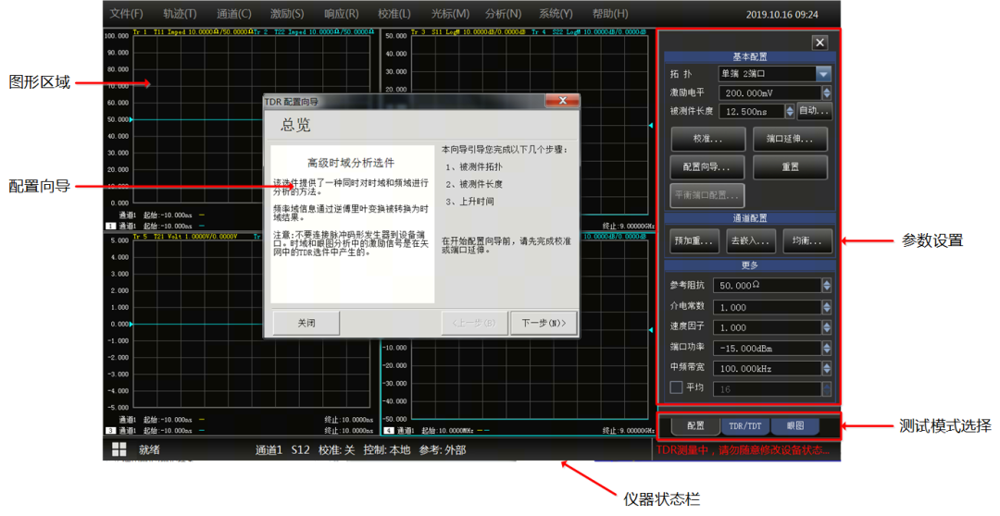 文件(F) 轨迹(T) 通道(C) 激励(S) 响应(R) 校准(L) 光标(M) 分析(N) 系统(Y) 帮助(H) 2019.10.16 09:24
Tr 1 T11 Imped 10.0000Ω/50.0000Ω Tr 2 T22 Imped 10.0000Ω/50.0000Ω
100.000
90.000
80.000
70.000
60.000
50.000
40.000
30.000
20.000
10.000
0.000
通道1 起始:-10.000ns
1 通道1 起始:-10.000ns
Tr 3 S11 LogM 10.0000dB/0.0000dB Tr 4 S22 LogM 10.0000dB/0.0000dB
50.000
40.000
30.000
20.000
终止:9.00000GHz
Tr 5 T21 Volt 1.0000V/0.0000V Tr
5.000
3.000
2.000
1.000
0.000
-1.000
-2.000
-3.000
-4.000
-5.000
通道1 起始:-10.000ns 终止:10.0000ns
3 通道1 起始:-10.000ns 终止:10.0000ns
0.0000dB
-10.000
-20.000
-30.000
-40.000
-50.000
4 通道1 起始:10.0000MHz 终止:9.00000GHz
TDR 配置向导
总览
高级时域分析选件
该选件提供了一种同时对时域和频域进行
分析的方法。
频率域信息通过逆傅里叶变换被转换为时
域结果。
注意:不要连接脉冲码形发生器到设备端
口。时域和眼图分析中的激励信号是在矢
网中的TDR选件中产生的。
本向导引导您完成以下几个步骤:
1、被测件拓扑
2、被测件长度
3、上升时间
在开始配置向导前,请先完成校准
或端口延伸。
关闭
<上一步(B)
下一步(N)>
基本配置
拓 扑 单端 2端口
激励电平 200.000mV
被测件长度 12.500ns 自动...
校准... 端口延伸...
配置向导... 重置
平衡端口配置...
通道配置
预加重... 去嵌入... 均衡...
更多
参考阻抗 50.000Ω
介电常数 1.000
速度因子 1.000
端口功率 -15.000dBm
中频带宽 100.000kHz
平均 16
配置 TDR/TDT 眼图
就绪 通道1 S12 校准: 关 控制: 本地 参考: 外部
TDR测量中,请勿随意修改设备状态...
图形区域
配置向导
参数设置
测试模式选择
仪器状态栏